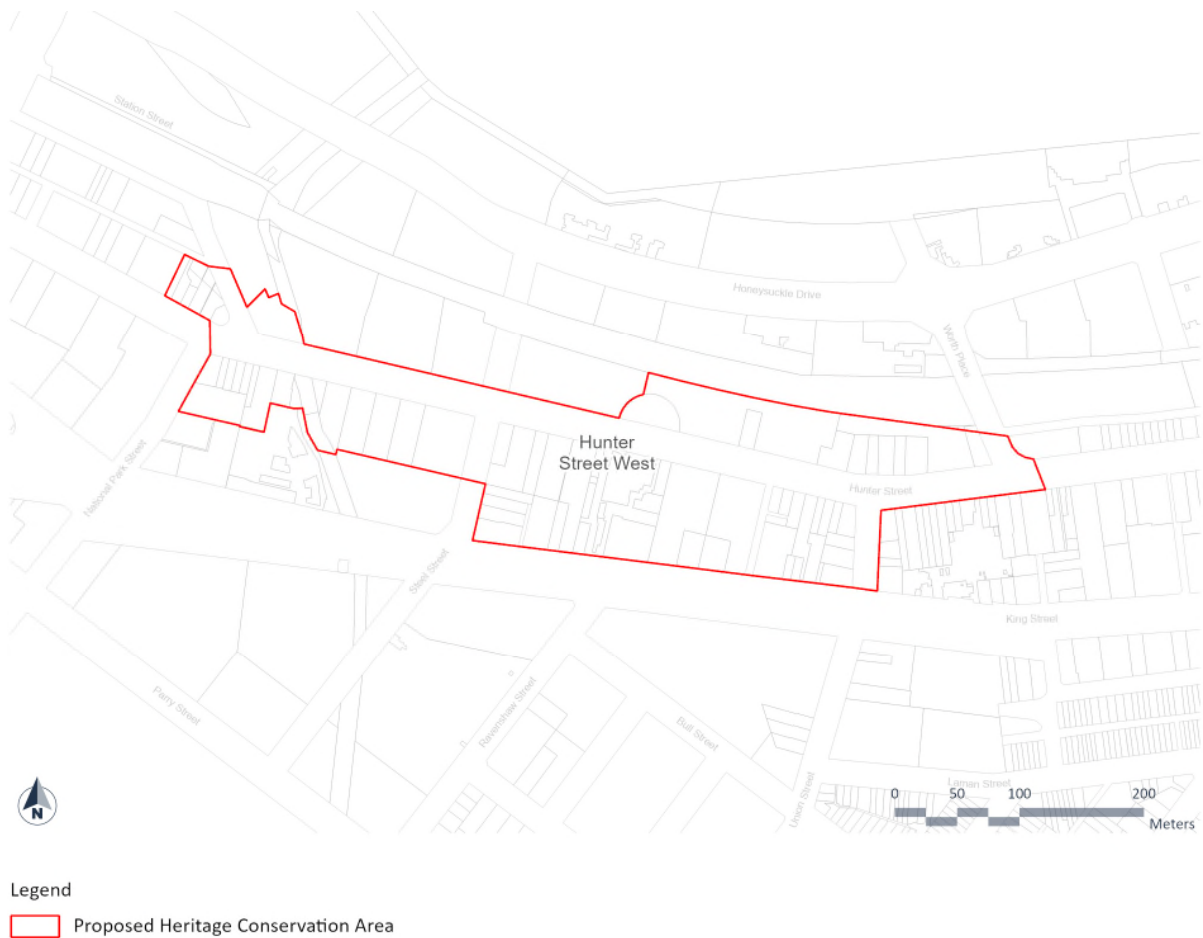 Station Street
Honeysuckle Drive
Worth Place
Hunter
Street West
Hunter Street
National Park Street
Steel Street
King Street
Parry Street
Ravenshaw Street
Bull Street
Union Street
Laman Street
N
0 50 100 200
Meters
Legend
Proposed Heritage Conservation Area